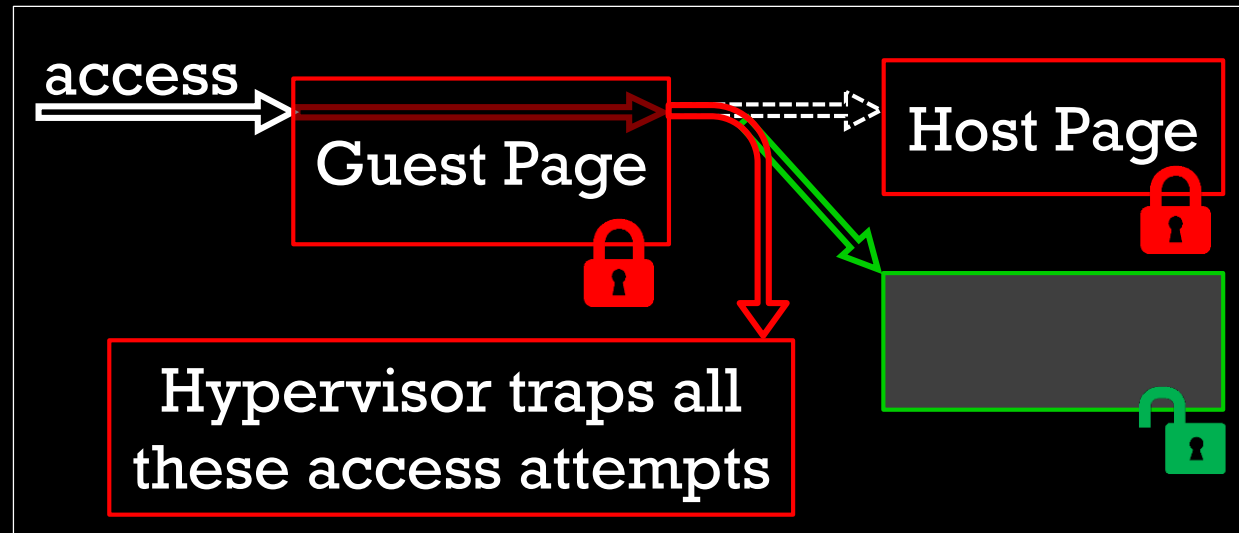 access
Guest Page
Host Page
Hypervisor traps all
these access attempts